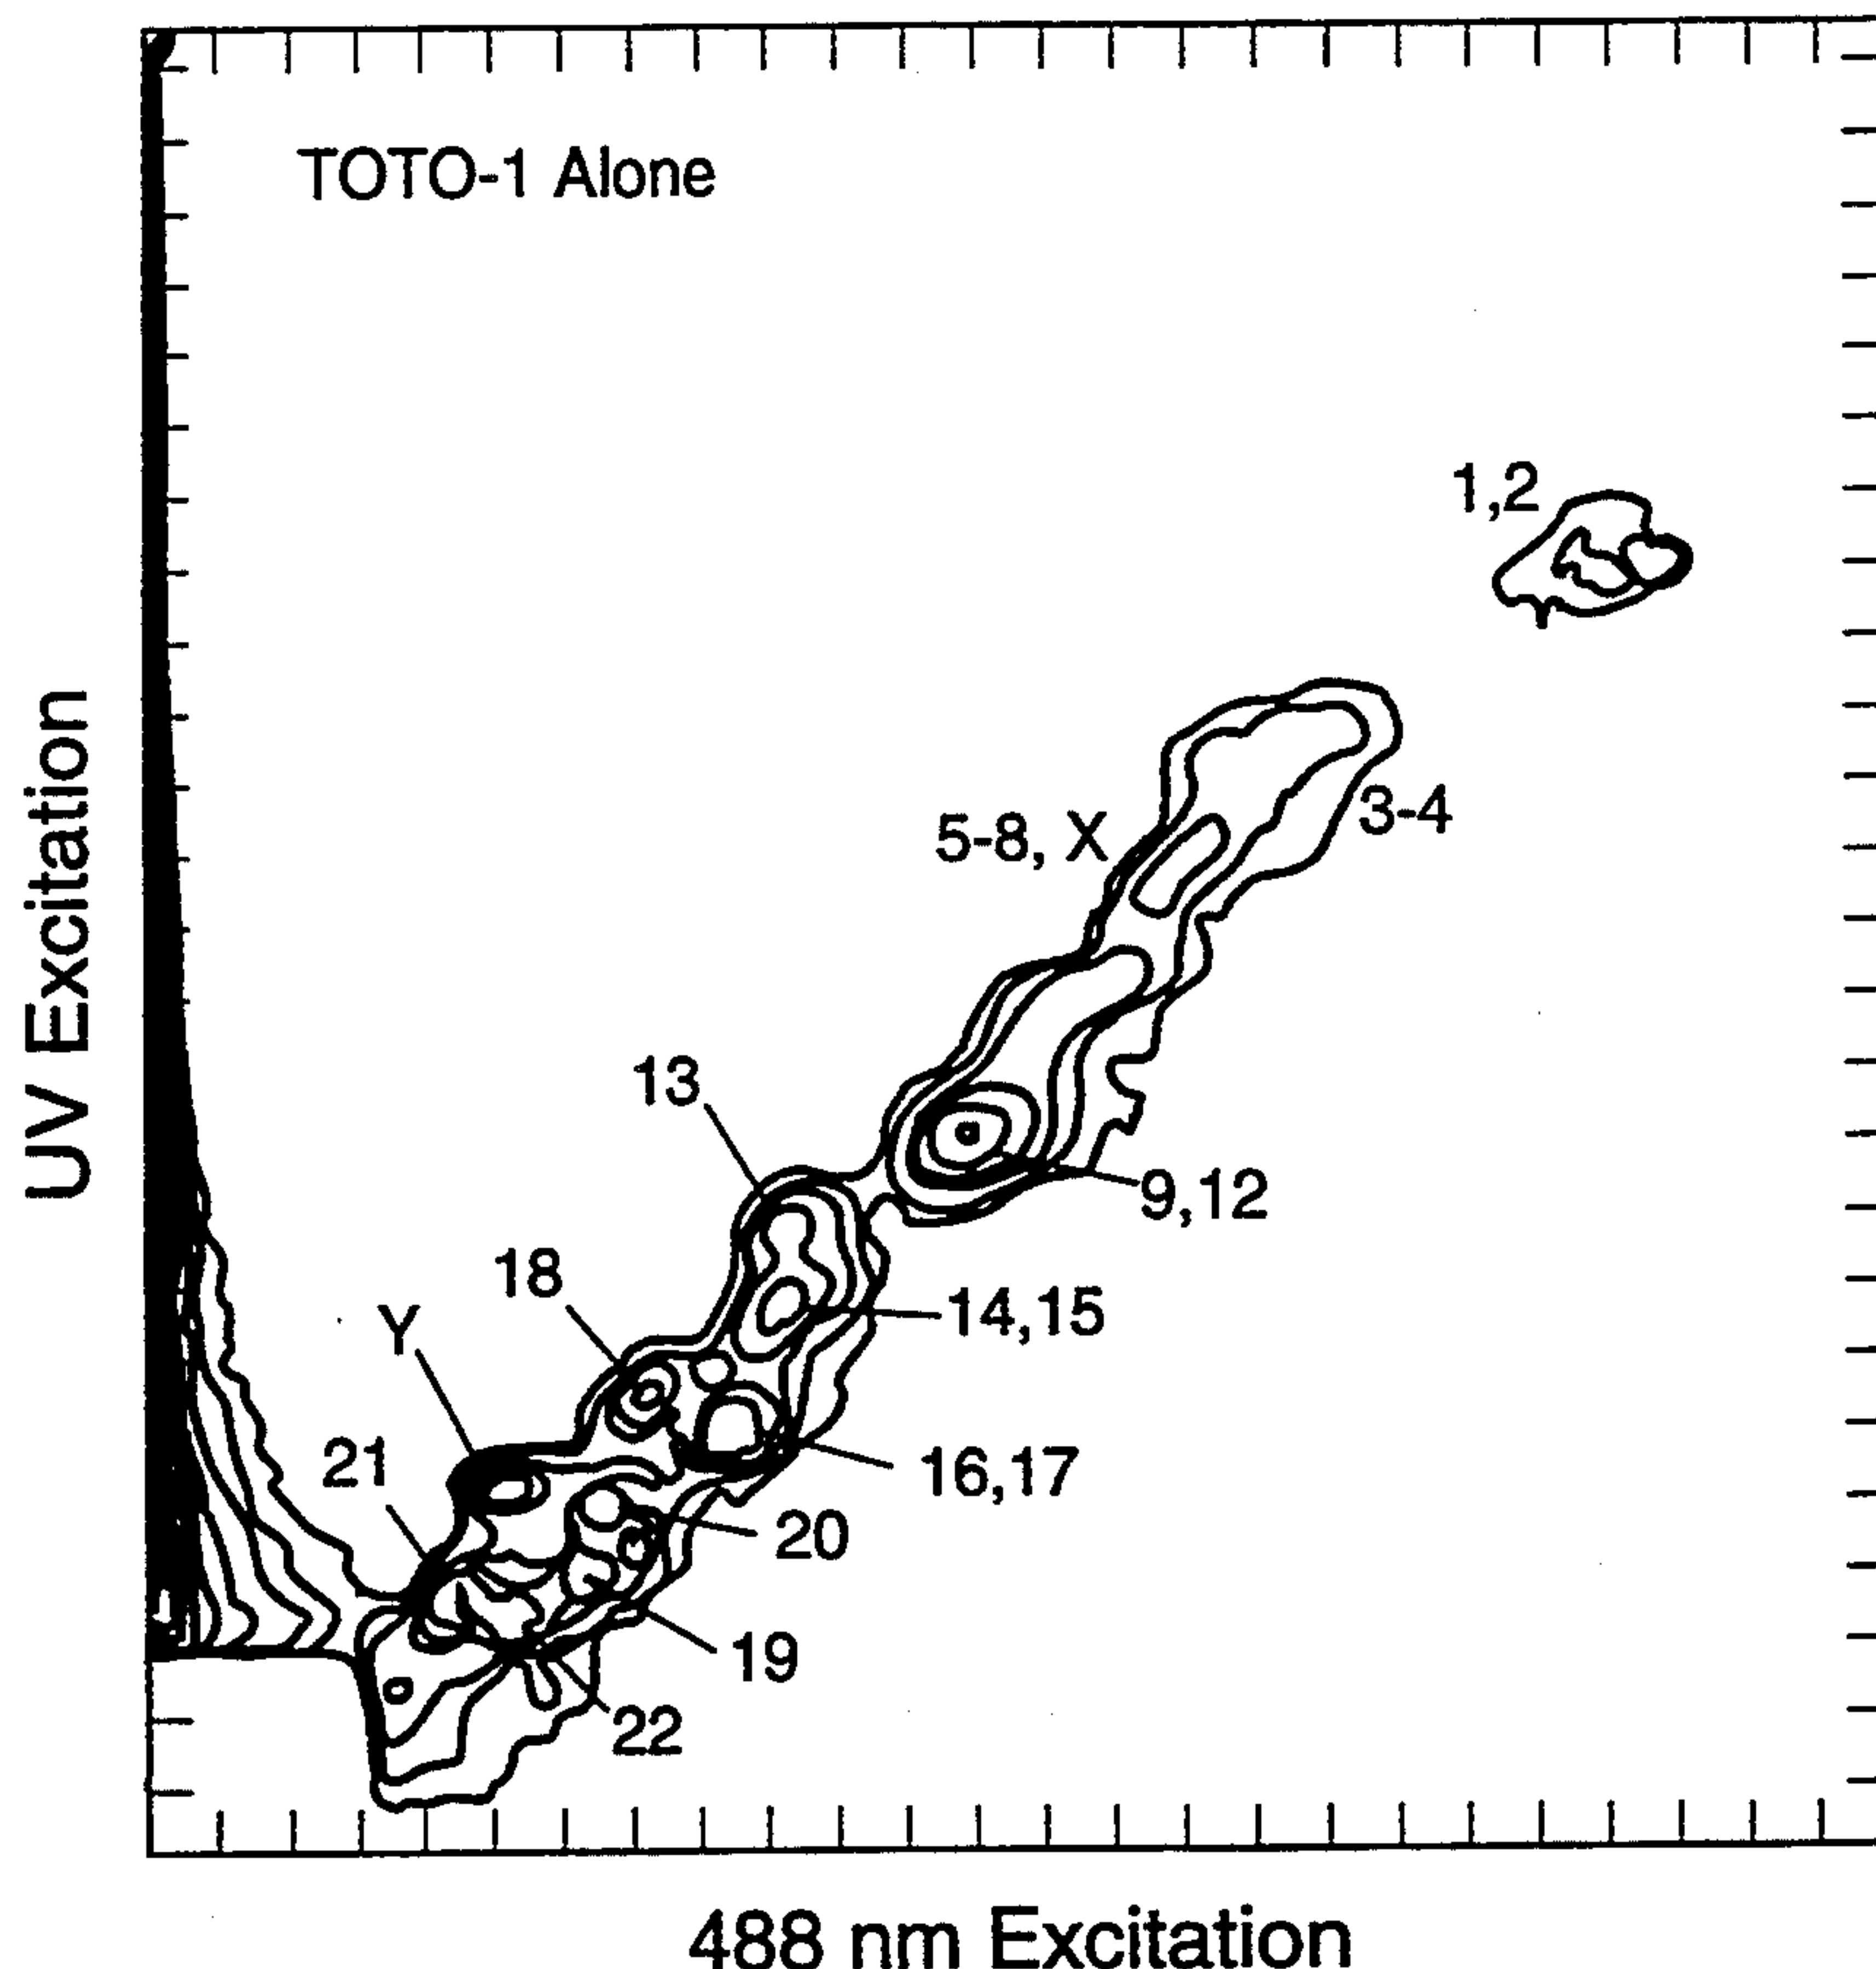 TOTO-1 Alone
1,2
3-4
5-8, X
13
9,12
18
14,15
Y
21
16,17
20
19
22
UV Excitation
488 nm Excitation